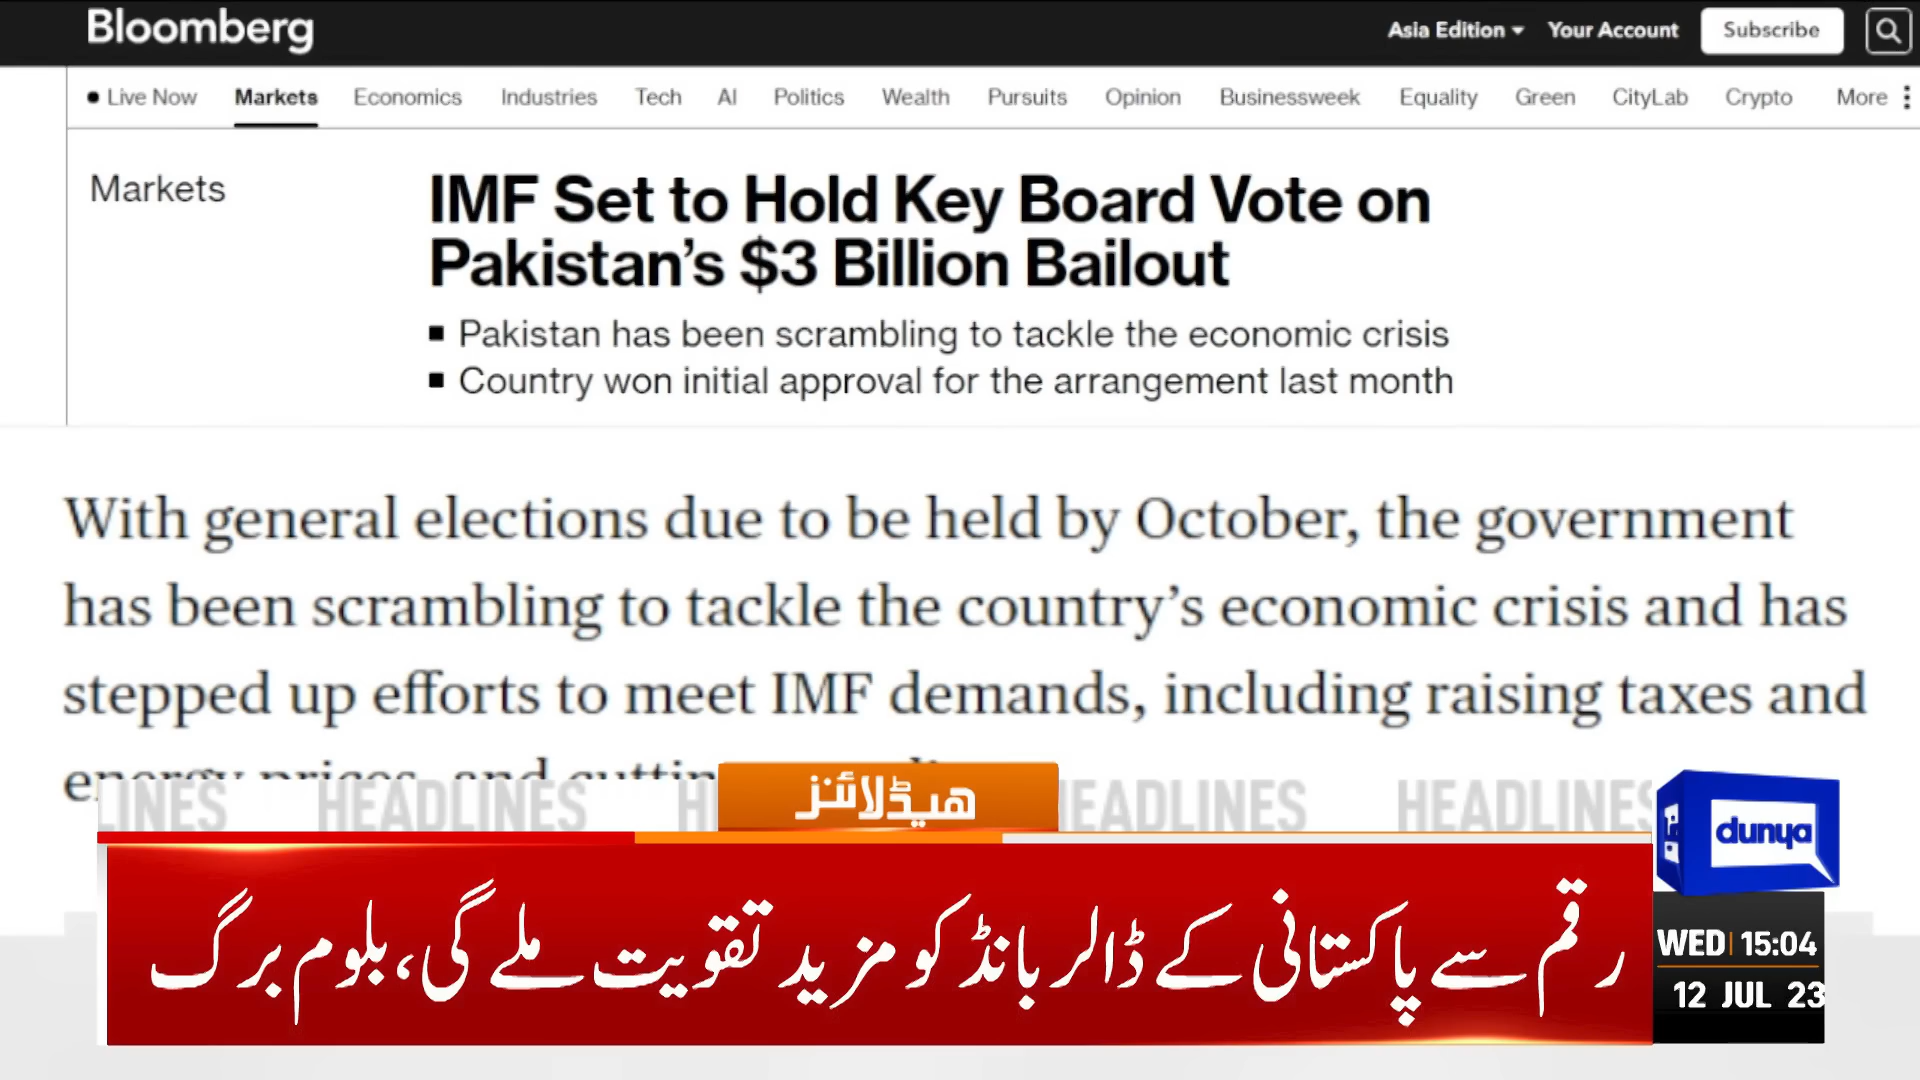 Bloomberg
Asia Edition
Your Account
Subscribe
Live Now
Markets
Economics
Industries
Tech
AI
Politics
Wealth
Pursuits
Opinion
Businessweek
Equality
Green
CityLab
Crypto
More
Markets
IMF Set to Hold Key Board Vote on
Pakistan’s $3 Billion Bailout
Pakistan has been scrambling to tackle the economic crisis
Country won initial approval for the arrangement last month
With general elections due to be held by October, the government
has been scrambling to tackle the country’s economic crisis and has
stepped up efforts to meet IMF demands, including raising taxes and
energy prices, and
HEADLINES HEADLINES
ہیڈلائنز
dunya
رقم سے پاکستانی کے ڈالر بانڈ کو مزید تقویت ملے گی، بلوم برگ
WED 15:04
12 JUL 23